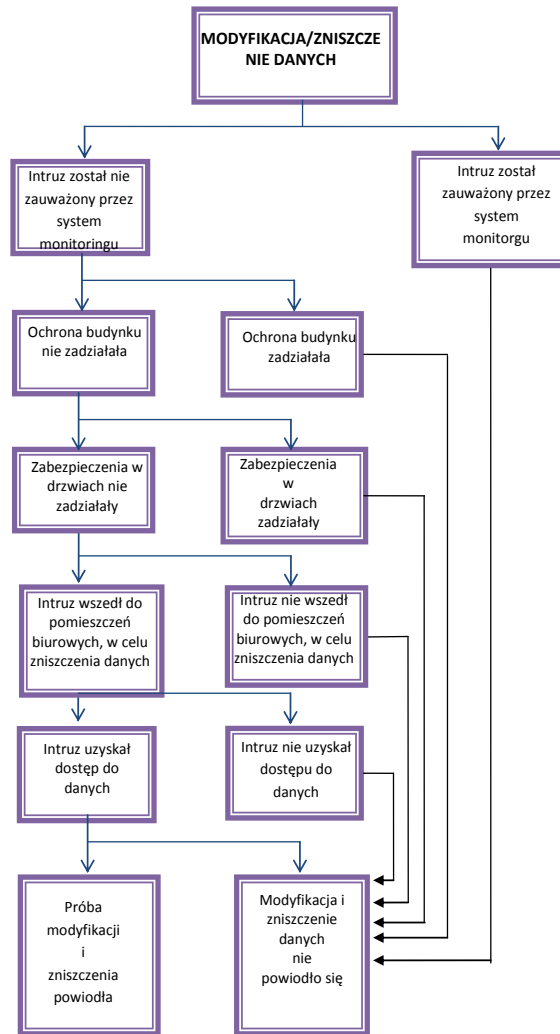 MODYFIKACJA/ZNISZCZE
NIE DANYCH
Intruz został nie
zauważony przez
system
monitoringu
Intruz został
zauważony przez
system
monitorgu
Ochrona budynku
nie zadziałała
Ochrona budynku
zadziałała
Zabezpieczenia w
drzwiach nie
zadziałały
Zabezpieczenia
w
drzwiach
zadziałały
Intruz wszedł do
pomieszczeń
biurowych, w celu
zniszczenia danych
Intruz nie wszedł
do pomieszczeń
biurowych, w celu
zniszczenia danych
Intruz uzyskał
dostęp do
danych
Intruz nie uzyskał
dostępu do
danych
Próba
modyfikacji
i
zniszczenia
powiodła
Modyfikacja i
zniszczenie
danych
nie
powiodło się